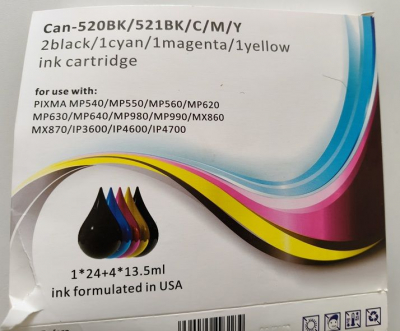 Can-520BK/521BK/C/M/Y
2black/1cyan/1magenta/1yellow
ink cartridge
for use with:
PIXMA MP540/MP550/MP560/MP620
MP630/MP640/MP980/MP990/MX860
MX870/IP3600/IP4600/IP4700
1*24+4*13.5ml
ink formulated in USA